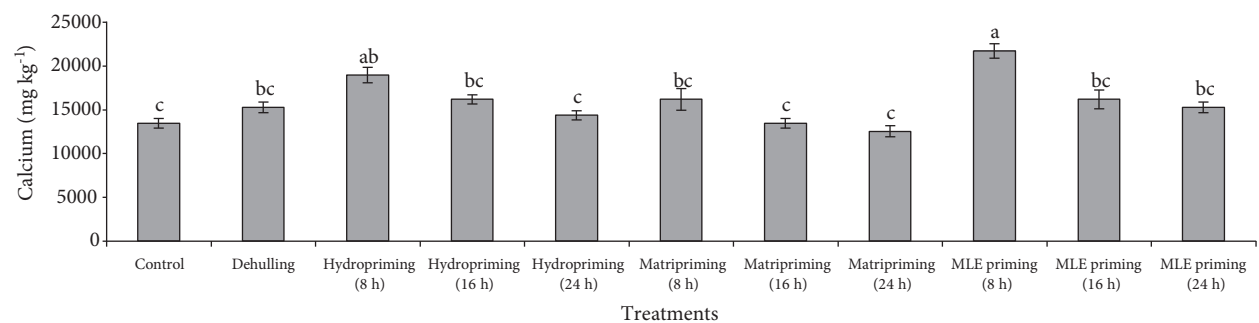 25000
20000
15000
10000
5000
0
Calcium (mg kg⁻¹)
c
bc
ab
bc
c
bc
c
c
a
bc
bc
Control
Dehulling
Hydropriming
(8 h)
Hydropriming
(16 h)
Hydropriming
(24 h)
Matripriming
(8 h)
Matripriming
(16 h)
Matripriming
(24 h)
MLE priming
(8 h)
MLE priming
(16 h)
MLE priming
(24 h)
Treatments